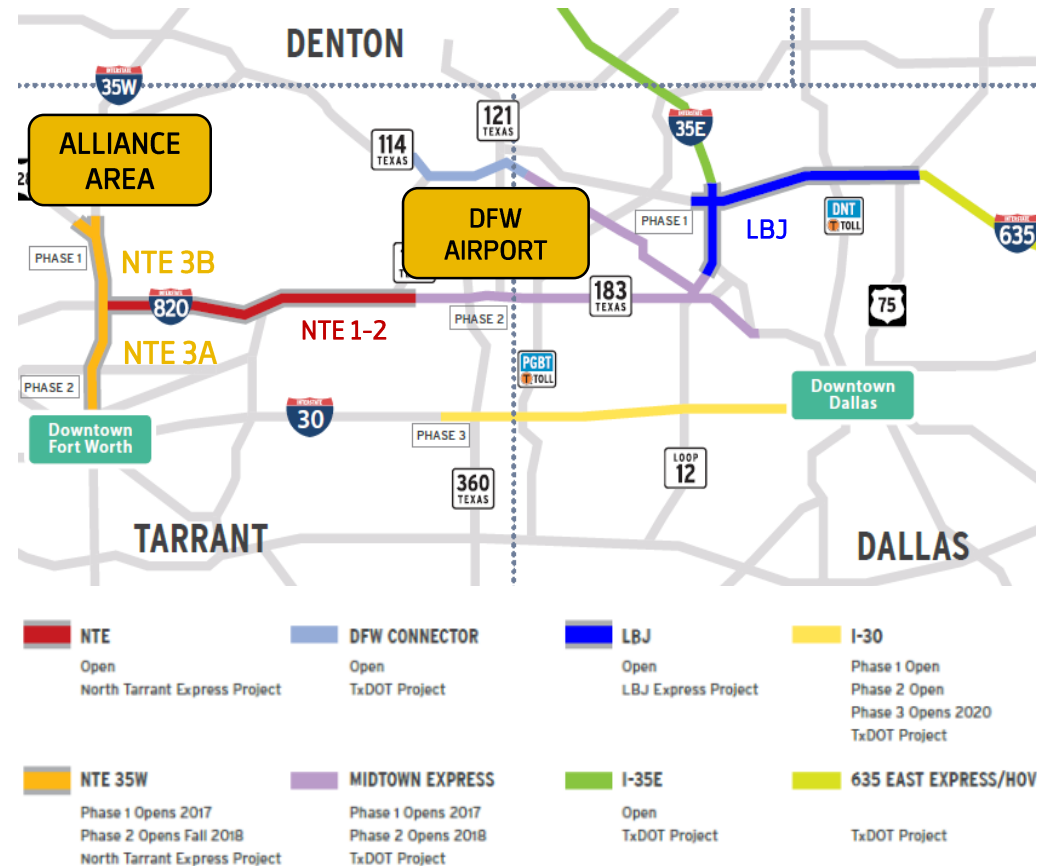 DENTON
INTERSTATE
35W
121
TEXAS
114
TEXAS
INTERSTATE
35E
ALLIANCE
AREA
DFW
AIRPORT
PHASE 1
LBJ
DNT
TOLL
INTERSTATE
635
PHASE 1
NTE 3B
INTERSTATE
820
NTE 1-2
183
TEXAS
PHASE 2
75
NTE 3A
PGBT
TOLL
PHASE 2
Downtown
Fort Worth
INTERSTATE
30
PHASE 3
Downtown
Dallas
360
TEXAS
LOOP
12
TARRANT
DALLAS
NTE
Open
North Tarrant Express Project
DFW CONNECTOR
Open
TxDOT Project
LBJ
Open
LBJ Express Project
I-30
Phase 1 Open
Phase 2 Open
Phase 3 Opens 2020
TxDOT Project
NTE 35W
Phase 1 Opens 2017
Phase 2 Opens Fall 2018
North Tarrant Express Project
MIDTOWN EXPRESS
Phase 1 Opens 2017
Phase 2 Opens 2018
TxDOT Project
I-35E
Open
TxDOT Project
635 EAST EXPRESS/HOV
TxDOT Project